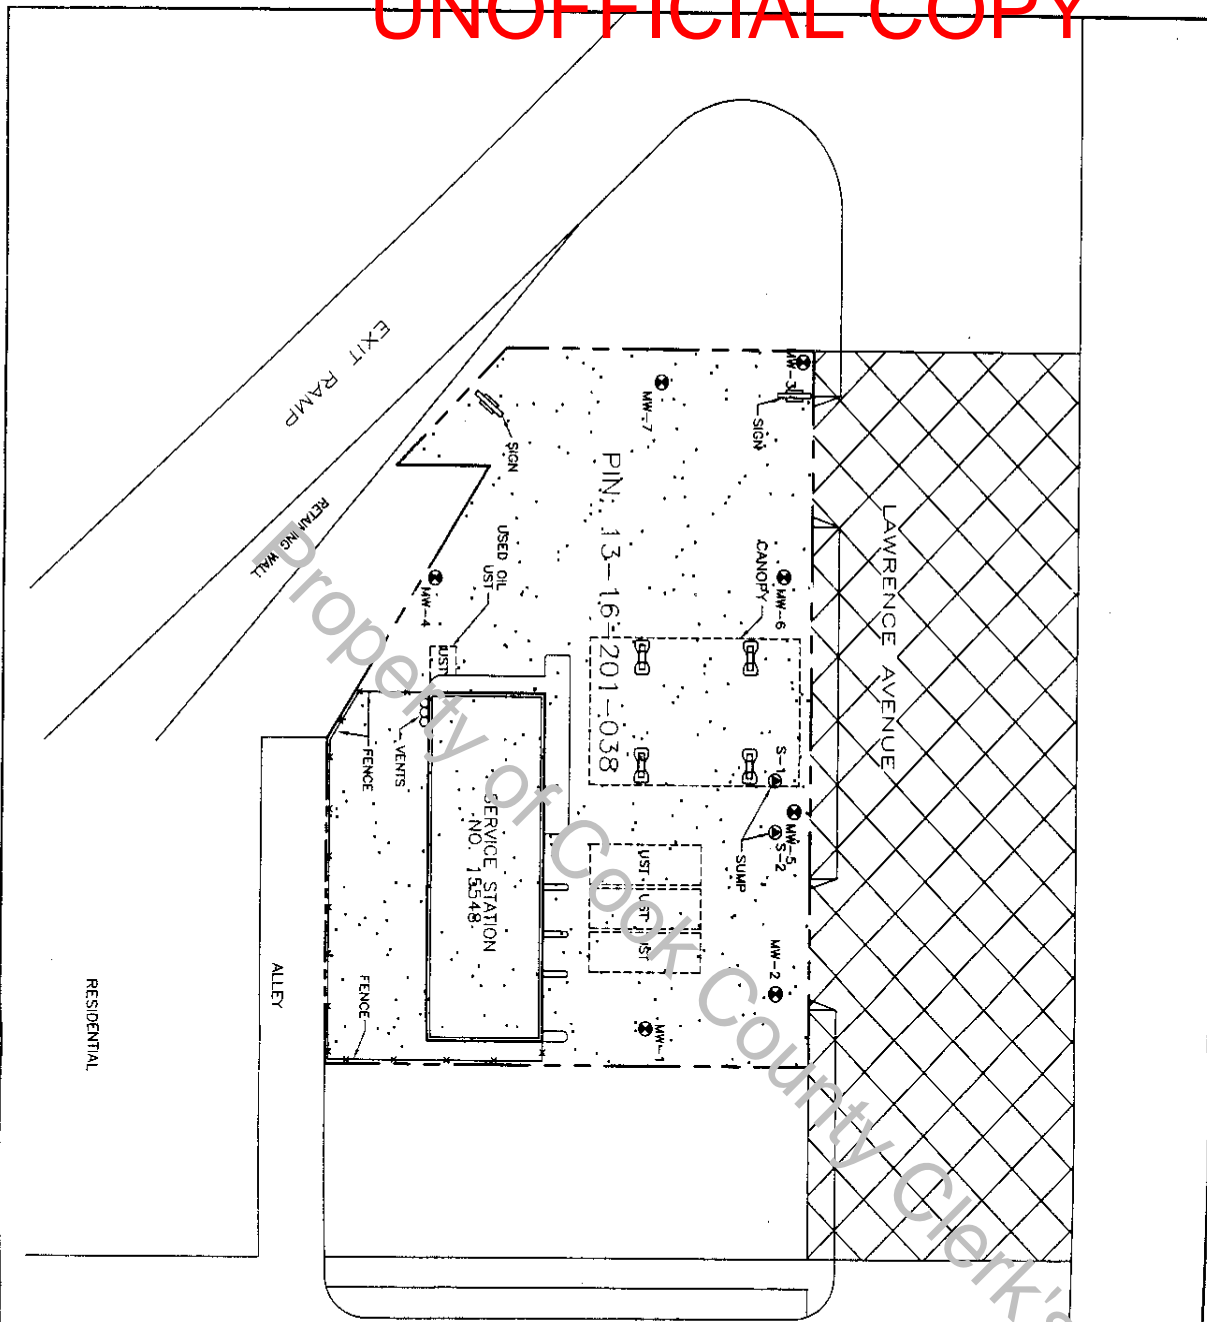 UNOFFICIAL COPY
EXIT RAMP
RETAINING WALL
MW-3
SIGN
MW-7
SIGN
LAWRENCE AVENUE
PIN: 13-16-201-038
USED OIL
UST
CANOPY
MW-6
MW-4
UST
VENTS
FENCE
S-1
MW-5
S-2
SUMP
UST
UST
UST
SERVICE STATION
NO. 15548
MW-2
MW-1
FENCE
ALLEY
RESIDENTIAL
Property of Cook County Clerk's